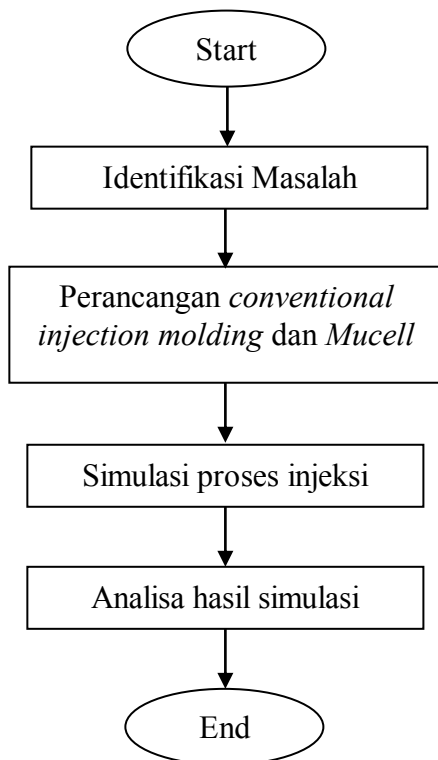 Start
Identifikasi Masalah
Perancangan conventional
injection molding dan Mucell
Simulasi proses injeksi
Analisa hasil simulasi
End